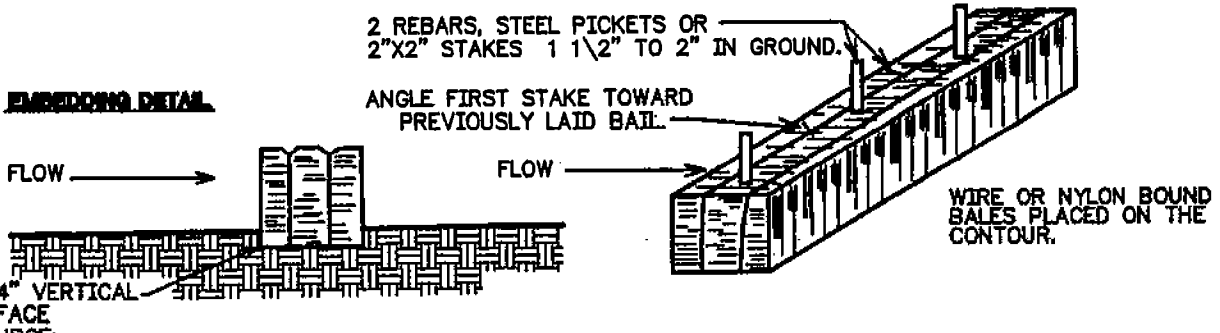 2 REBARS, STEEL PICKETS OR
2"X2" STAKES 1 1\2" TO 2" IN GROUND.
EMBEDDING DETAIL
ANGLE FIRST STAKE TOWARD
PREVIOUSLY LAID BAIL.
FLOW
FLOW
WIRE OR NYLON BOUND
BALES PLACED ON THE
CONTOUR.
4" VERTICAL
FACE